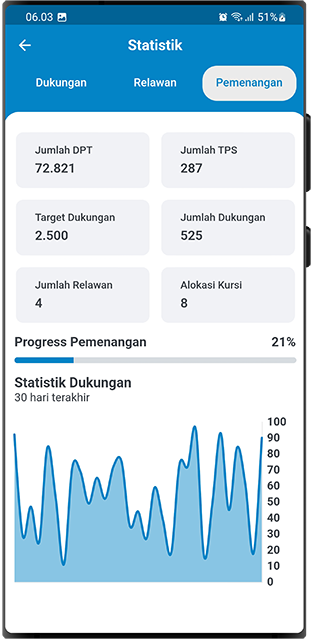 06.03 51%
Statistik
Dukungan Relawan Pemenangan
Jumlah DPT Jumlah TPS
72.821 287
Target Dukungan Jumlah Dukungan
2.500 525
Jumlah Relawan Alokasi Kursi
4 8
Progress Pemenangan 21%
Statistik Dukungan
30 hari terakhir
100
90
80
70
60
50
40
30
20
10
0